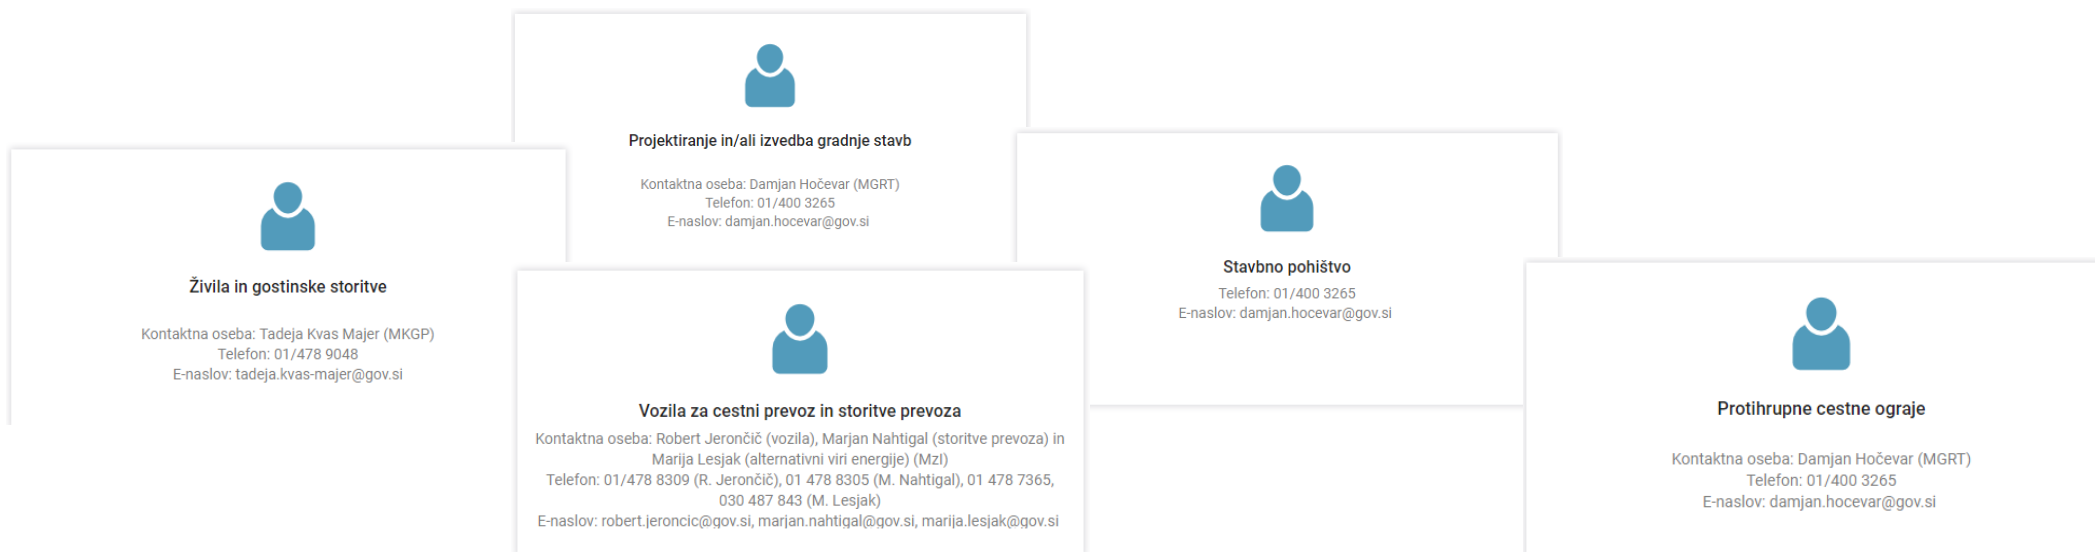 Projektiranje in/ali izvedba gradnje stavb
Kontaktna oseba: Damjan Hočevar (MGRT)
Telefon: 01/400 3265
E-naslov: damjan.hocevar@gov.si
Živila in gostinske storitve
Kontaktna oseba: Tadeja Kvas Majer (MKGP)
Telefon: 01/478 9048
E-naslov: tadeja.kvas-majer@gov.si
Stavbno pohištvo
Telefon: 01/400 3265
E-naslov: damjan.hocevar@gov.si
Vozila za cestni prevoz in storitve prevoza
Kontaktna oseba: Robert Jerončič (vozila), Marjan Nahtigal (storitve prevoza) in
Marija Lesjak (alternativni viri energije) (MzI)
Telefon: 01/478 8309 (R. Jerončič), 01 478 8305 (M. Nahtigal), 01 478 7365,
030 487 843 (M. Lesjak)
E-naslov: robert.jeroncic@gov.si, marjan.nahtigal@gov.si, marija.lesjak@gov.si
Protihrupne cestne ograje
Kontaktna oseba: Damjan Hočevar (MGRT)
Telefon: 01/400 3265
E-naslov: damjan.hocevar@gov.si